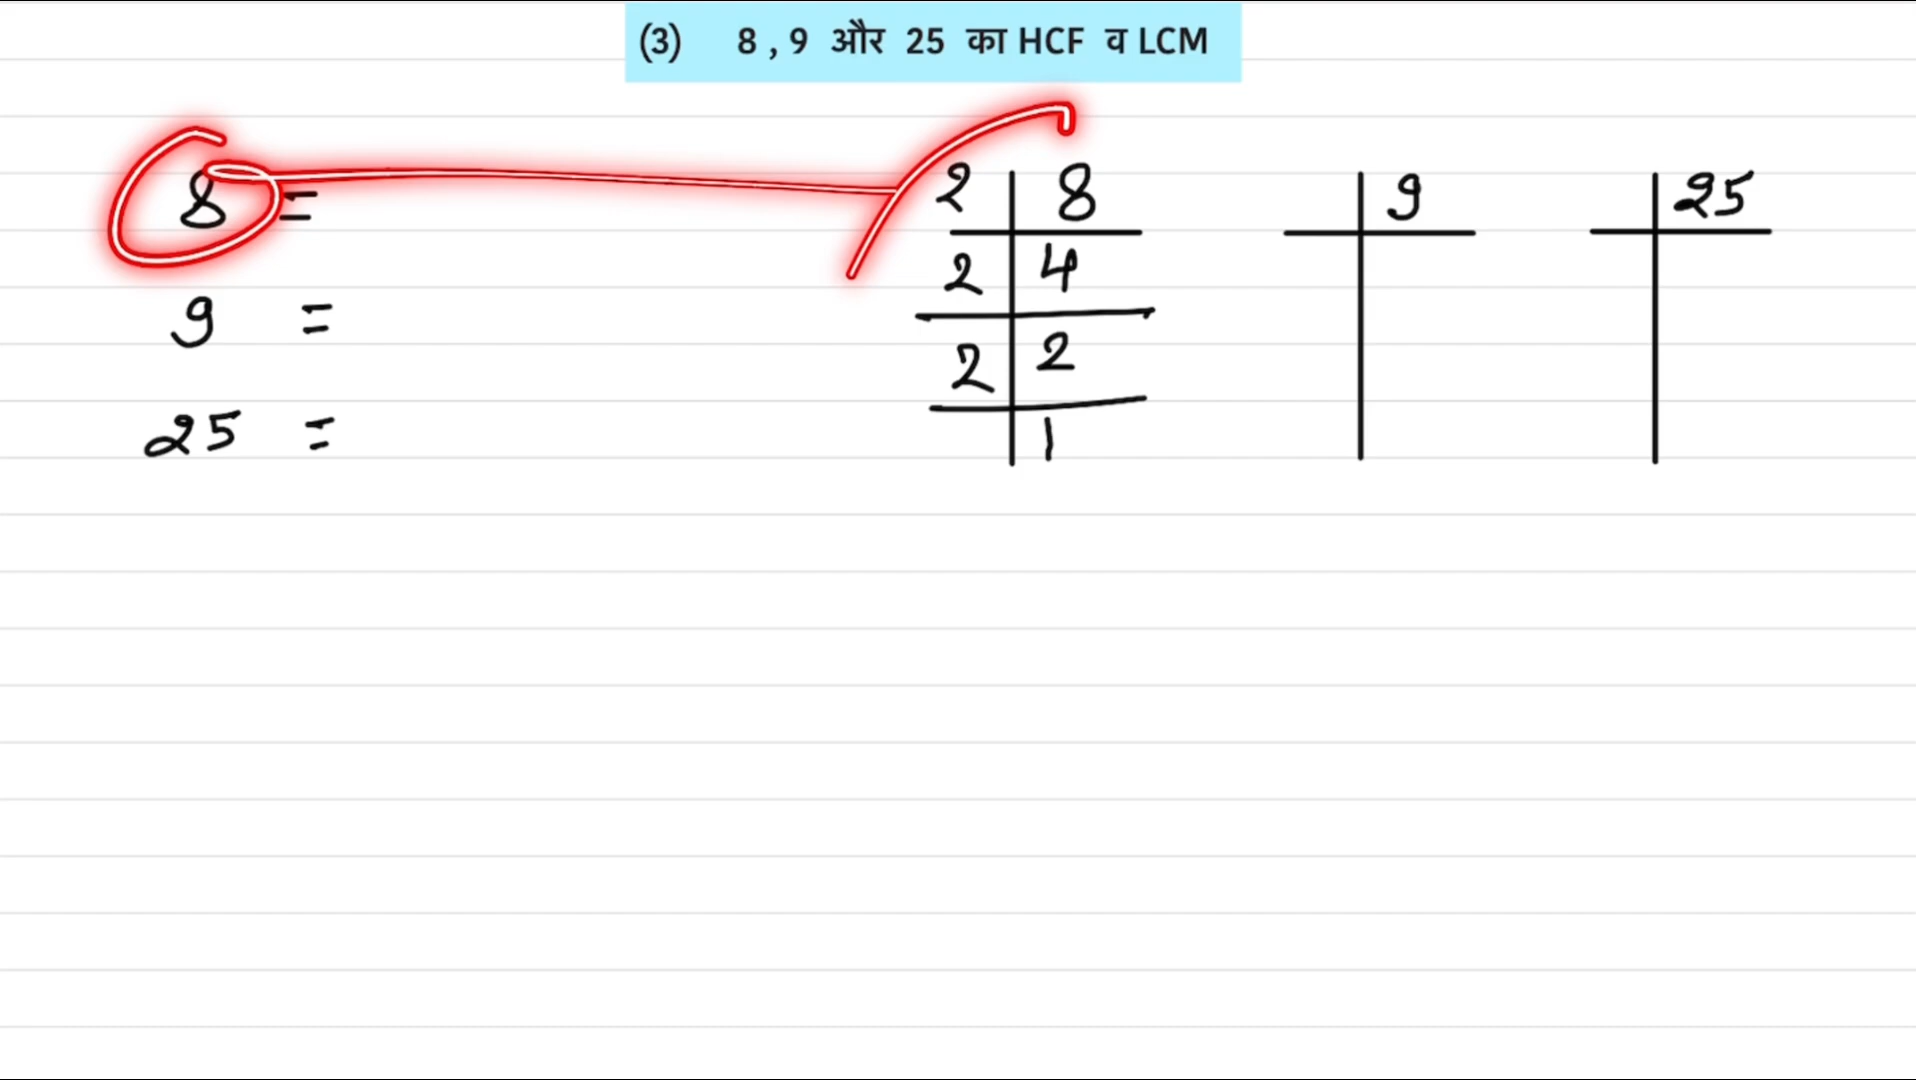 (3) 8 , 9 और 25 का HCF व LCM
8 =
9 =
25 =
2 | 8
2 | 4
2 | 2
1
9
25